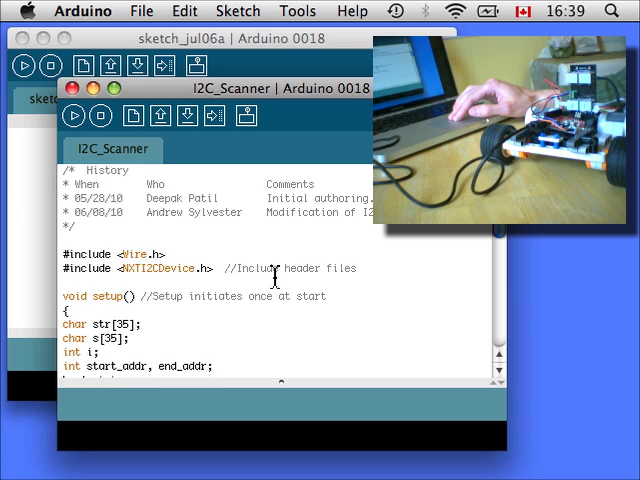 Arduino File Edit Sketch Tools Help 16:39
sketch_jul06a | Arduino 0018
I2C_Scanner | Arduino 0018
sket
I2C_Scanner
/* History
* When Who Comments
* 05/28/10 Deepak Patil Initial authoring.
* 06/08/10 Andrew Sylvester Modification of I2
*/
#include <Wire.h>
#include <NXTI2CDevice.h> //Include header files
void setup() //Setup initiates once at start
{
char str[35];
char s[35];
int i;
int start_addr, end_addr;